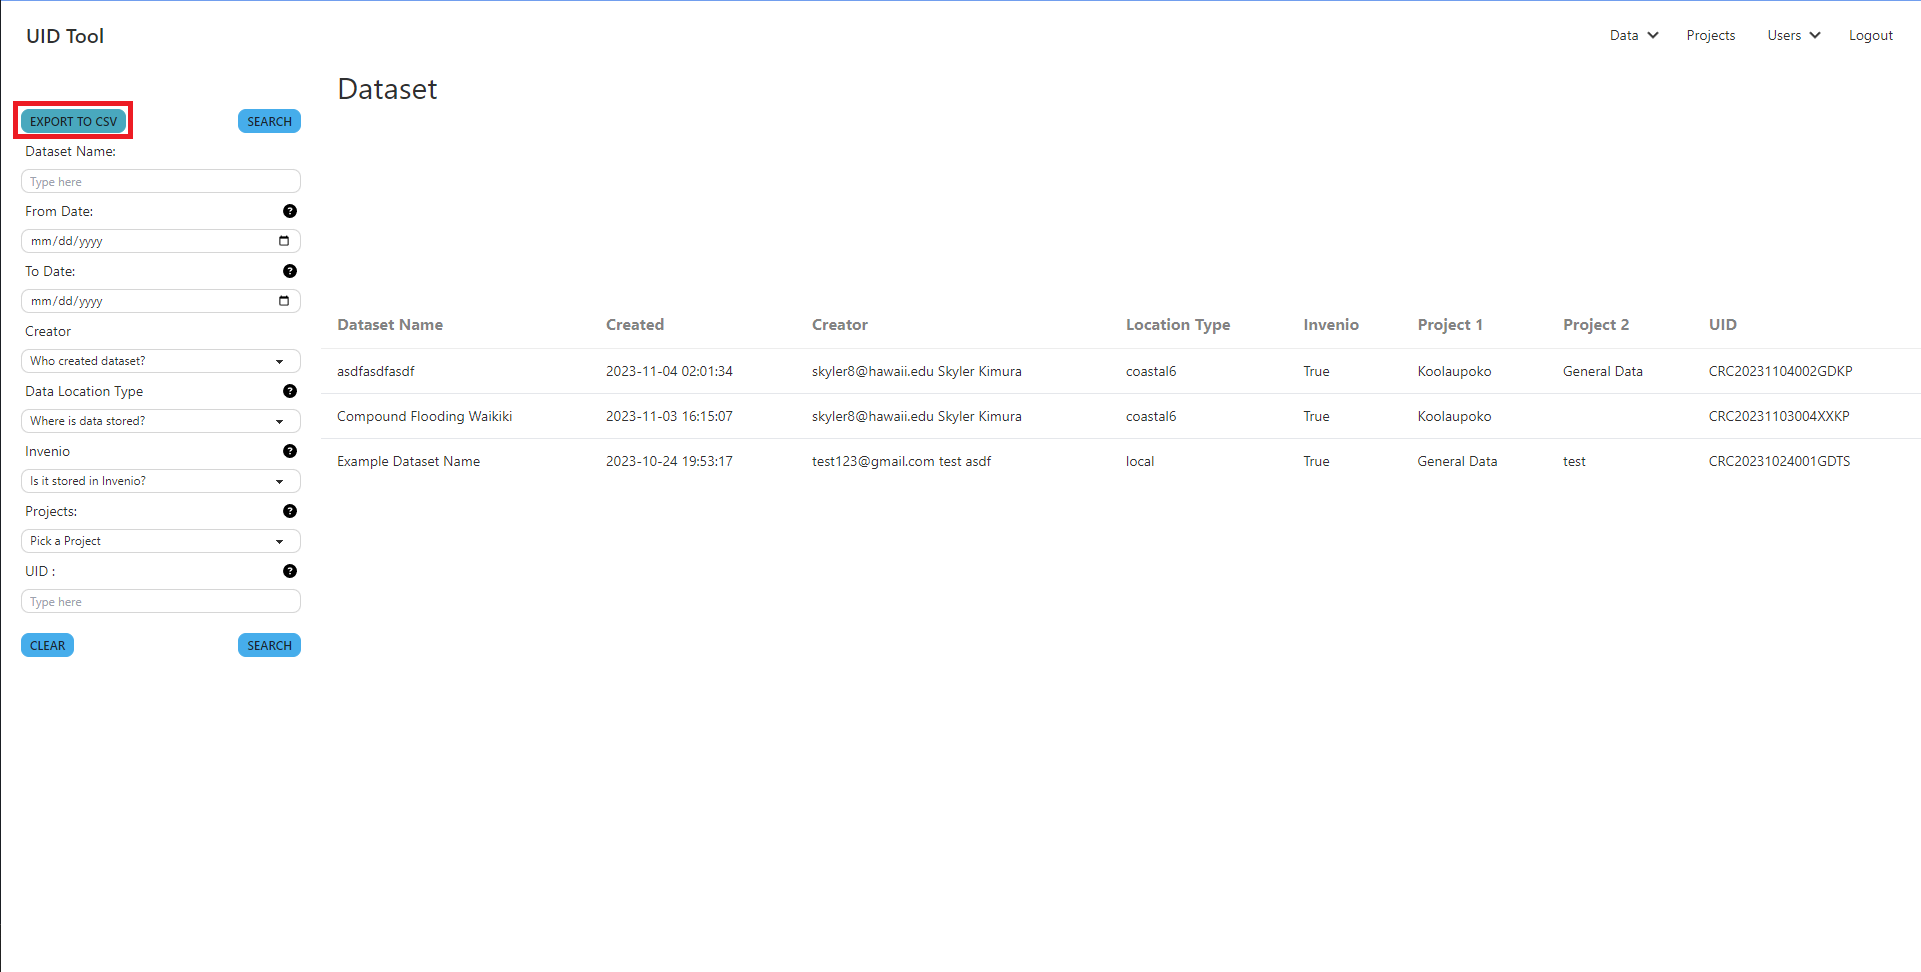 UID Tool
Data Projects Users Logout
Dataset
EXPORT TO CSV SEARCH
Dataset Name:
Type here
From Date:
mm/dd/yyyy
To Date:
mm/dd/yyyy
Creator
Who created dataset?
Data Location Type
Where is data stored?
Invenio
Is it stored in Invenio?
Projects:
Pick a Project
UID :
Type here
CLEAR SEARCH
Dataset Name Created Creator Location Type Invenio Project 1 Project 2 UID
asdfasdfasdf 2023-11-04 02:01:34 skyler8@hawaii.edu Skyler Kimura coastal6 True Koolaupoko General Data CRC20231104002GDKP
Compound Flooding Waikiki 2023-11-03 16:15:07 skyler8@hawaii.edu Skyler Kimura coastal6 True Koolaupoko CRC20231103004XXKP
Example Dataset Name 2023-10-24 19:53:17 test123@gmail.com test asdf local True General Data test CRC20231024001GDTS